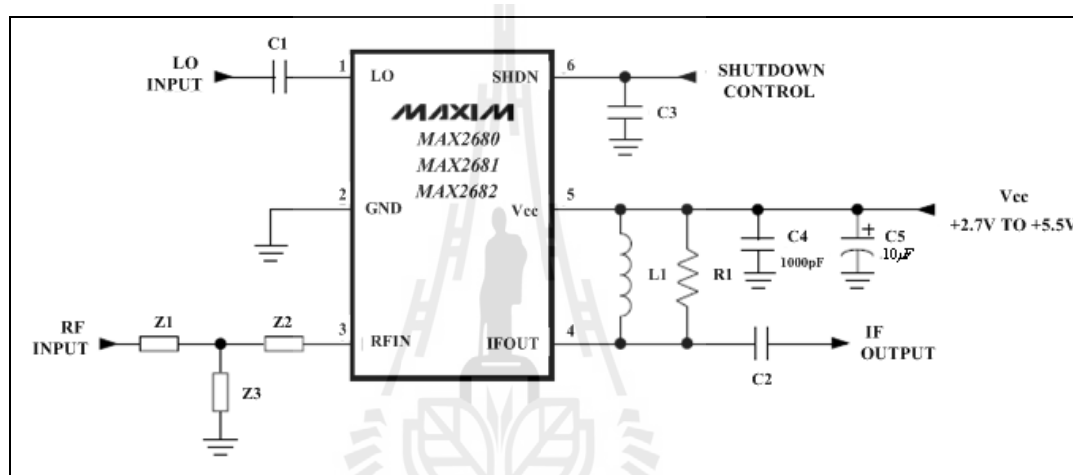 LO
INPUT
C1
1
LO
MAXIM
MAX2680
MAX2681
MAX2682
SHDN
6
SHUTDOWN
CONTROL
C3
2
GND
Vcc
5
Vcc
+2.7V TO +5.5V
C4
1000pF
+
C5
10µF
L1
R1
RF
INPUT
Z1
Z2
3
RFIN
IFOUT
4
IF
OUTPUT
C2
Z3